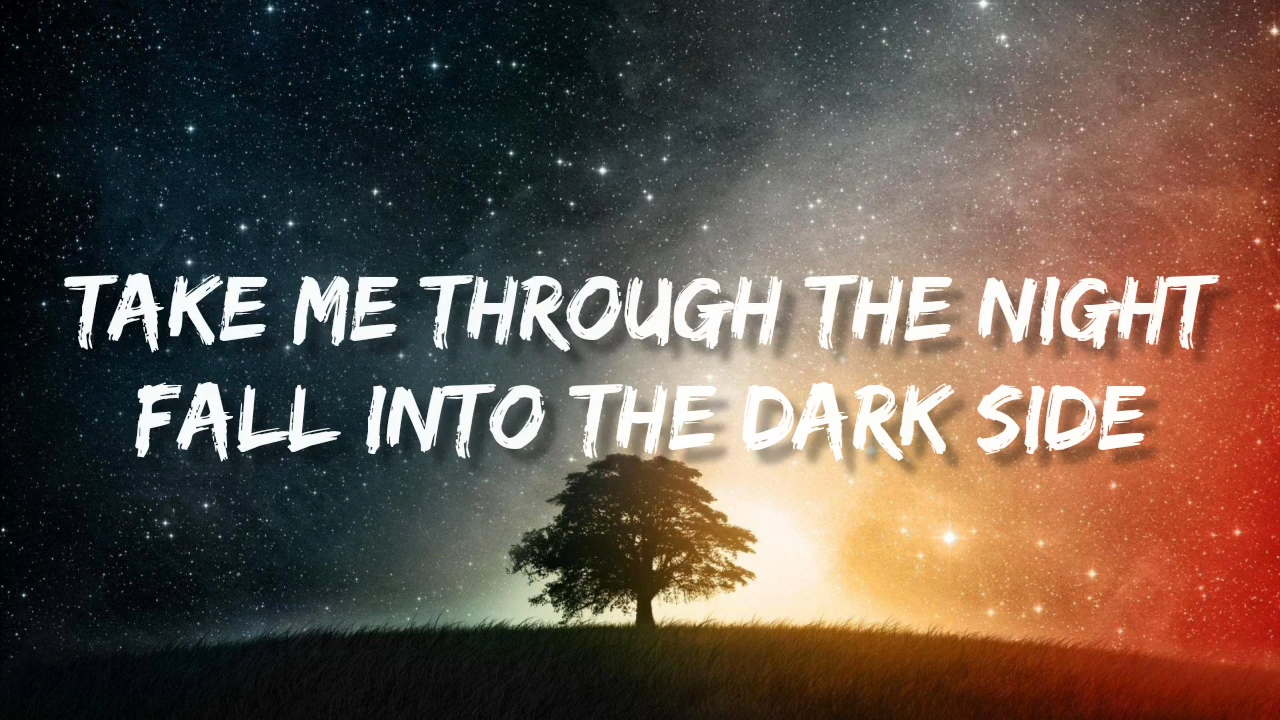 TAKE ME THROUGH THE NIGHT
FALL INTO THE DARK SIDE